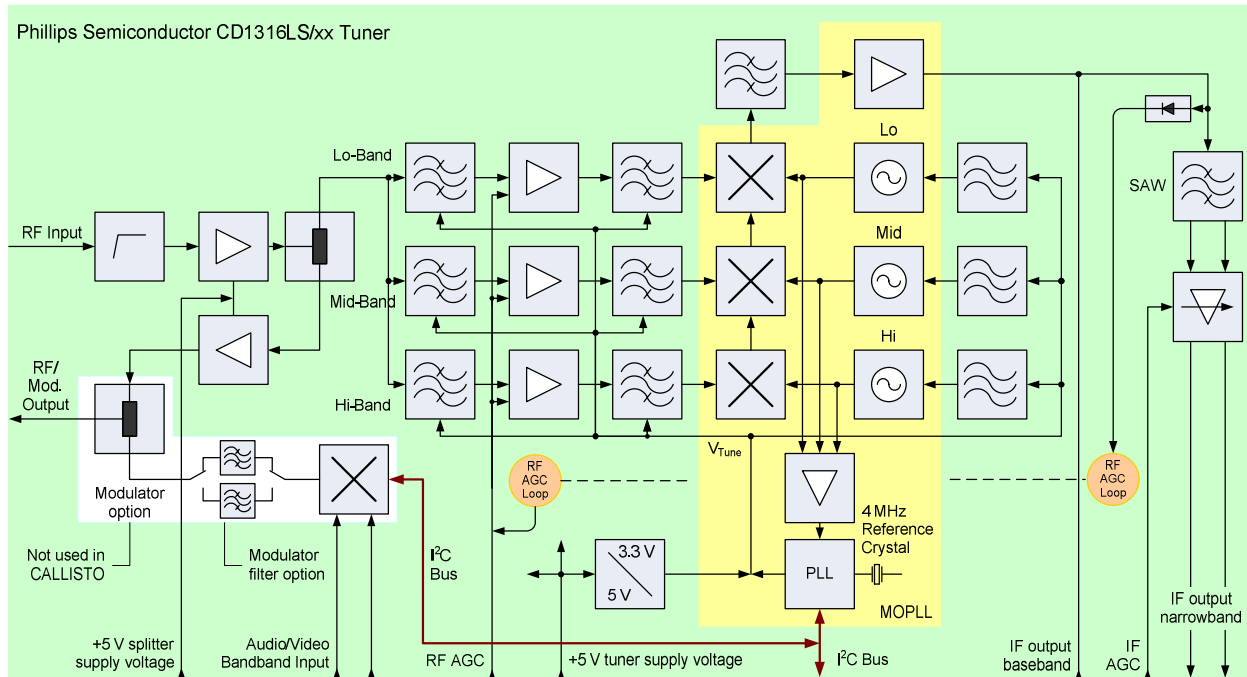 Phillips Semiconductor CD1316LS/xx Tuner
Lo-Band
Lo
SAW
RF Input
Mid
Mid-Band
Hi
RF/
Mod.
Output
Hi-Band
VTune
RF
AGC
Loop
RF
AGC
Loop
Modulator
option
4 MHz
Reference
Crystal
Not used in
CALLISTO
Modulator
filter option
I²C
Bus
3.3 V
5 V
PLL
MOPLL
IF output
narrowband
+5 V splitter
supply voltage
Audio/Video
Bandband Input
RF AGC
+5 V tuner supply voltage
I²C Bus
IF output
baseband
IF
AGC